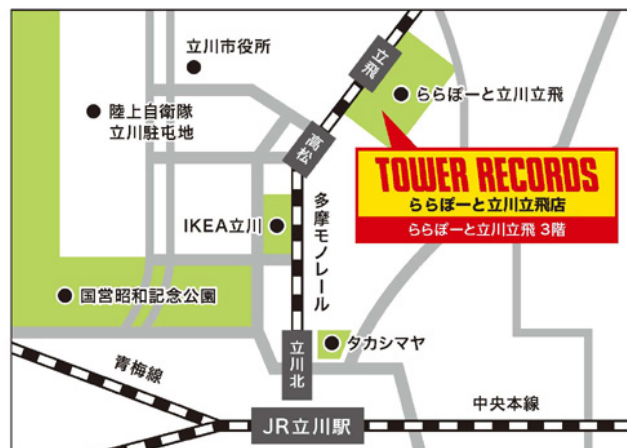 立川市役所
立飛
ららぽーと立川立飛
陸上自衛隊
立川駐屯地
高松
TOWER RECORDS
ららぽーと立川立飛店
ららぽーと立川立飛 3階
IKEA立川
多摩モノレール
国営昭和記念公園
立川北
タカシマヤ
青梅線
中央本線
JR立川駅